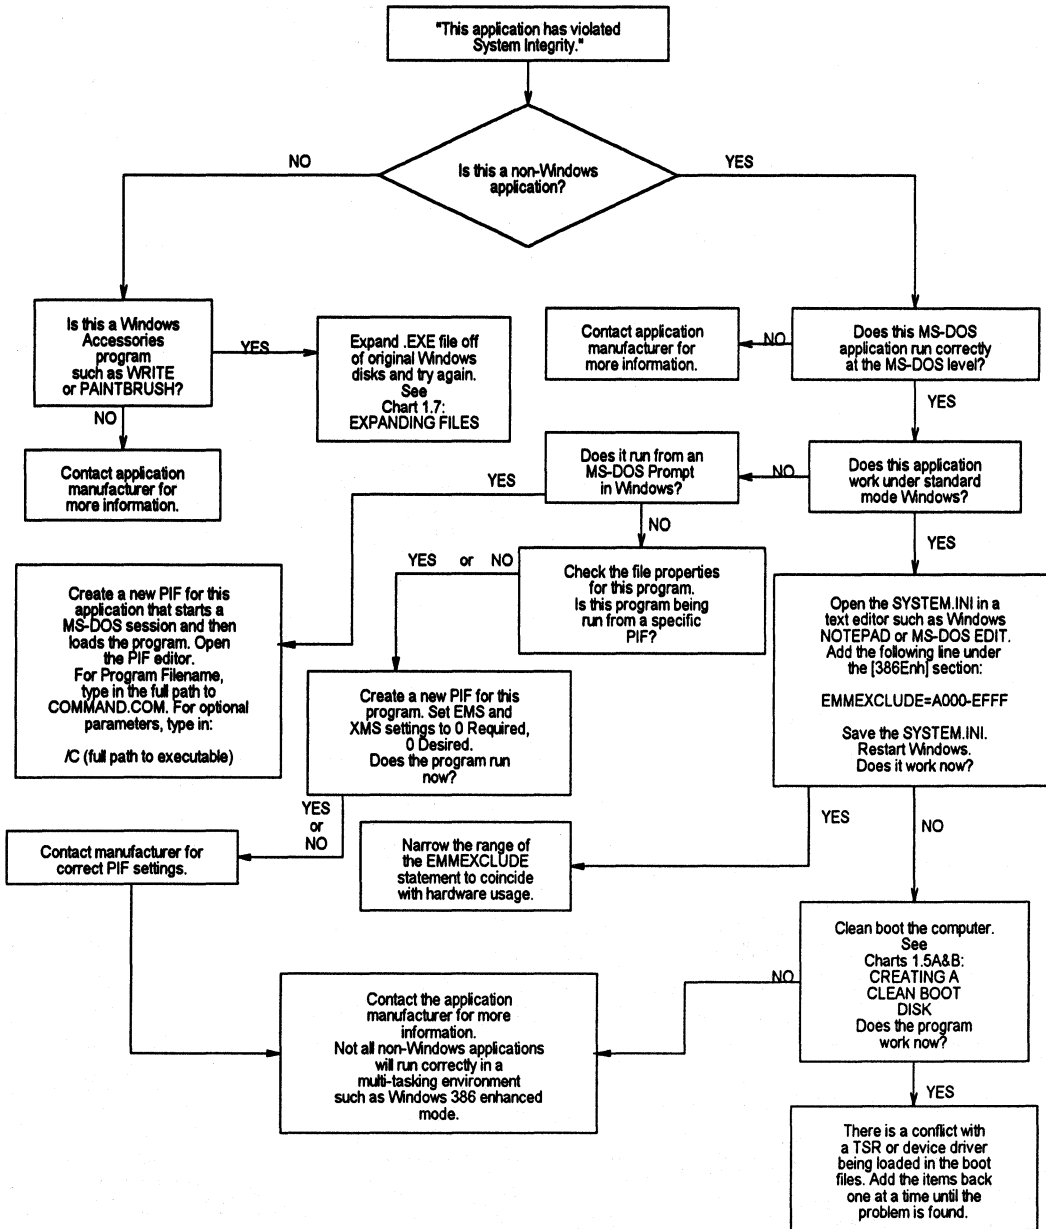 "This application has violated
System Integrity."
NO
YES
Is this a non-Windows
application?
Is this a Windows
Accessories
program
such as WRITE
or PAINTBRUSH?
YES
Expand .EXE file off
of original Windows
disks and try again.
See
Chart 1.7:
EXPANDING FILES
Contact application
manufacturer for
more information.
NO
Does this MS-DOS
application run correctly
at the MS-DOS level?
NO
YES
Contact application
manufacturer for
more information.
YES
Does it run from an
MS-DOS Prompt
in Windows?
NO
Does this application
work under standard
mode Windows?
NO
YES
YES or NO
Create a new PIF for this
application that starts a
MS-DOS session and then
loads the program. Open
the PIF editor.
For Program Filename,
type in the full path to
COMMAND.COM. For optional
parameters, type in:
/C (full path to executable)
Check the file properties
for this program.
Is this program being
run from a specific
PIF?
Open the SYSTEM.INI in a
text editor such as Windows
NOTEPAD or MS-DOS EDIT.
Add the following line under
the [386Enh] section:
EMMEXCLUDE=A000-EFFF
Save the SYSTEM.INI.
Restart Windows.
Does it work now?
Create a new PIF for this
program. Set EMS and
XMS settings to 0 Required,
0 Desired.
Does the program run
now?
YES
or
NO
YES
NO
Contact manufacturer for
correct PIF settings.
Narrow the range of
the EMMEXCLUDE
statement to coincide
with hardware usage.
Clean boot the computer.
See
Charts 1.5A&B:
CREATING A
CLEAN BOOT
DISK
Does the program
work now?
NO
Contact the application
manufacturer for more
information.
Not all non-Windows applications
will run correctly in a
multi-tasking environment
such as Windows 386 enhanced
mode.
YES
There is a conflict with
a TSR or device driver
being loaded in the boot
files. Add the items back
one at a time until the
problem is found.